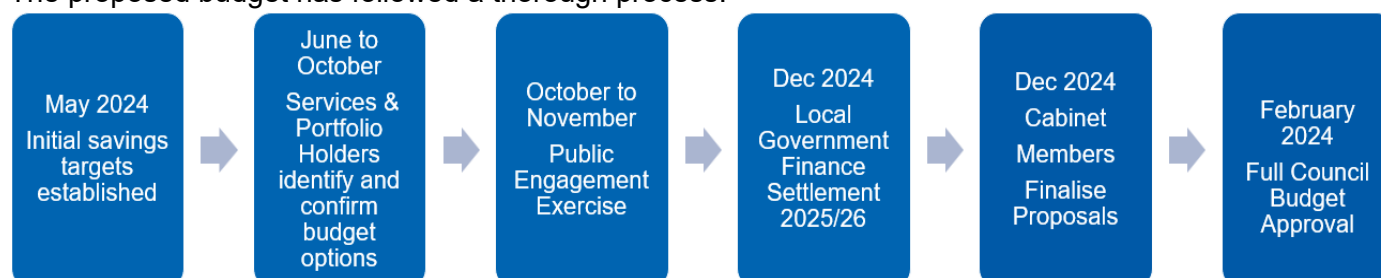 The proposed budget has followed a thorough process.
May 2024
Initial savings
targets
established
June to
October
Services &
Portfolio
Holders
identify and
confirm
budget
options
October to
November
Public
Engagement
Exercise
Dec 2024
Local
Government
Finance
Settlement
2025/26
Dec 2024
Cabinet
Members
Finalise
Proposals
February
2024
Full Council
Budget
Approval